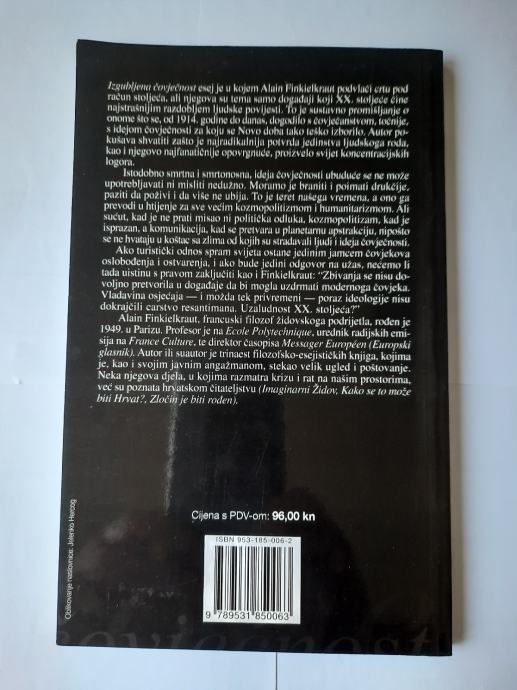 Izgubljena čovječnost esej je u kojem Alain Finkielkraut podvlači crtu pod
račun stoljeća, ali njegova su tema samo događaji koji XX. stoljeće čine
najstrašnijim razdobljem ljudske povijesti. To je sustavno promišljanje o
onome što se, od 1914. godine do danas, dogodilo s čovječanstvom, točnije,
s idejom čovječnosti za koju se Novo doba tako teško izborilo. Autor po-
kušava shvatiti zašto je najradikalnija potvrda jedinstva ljudskoga roda,
kao i njegovo najfanatičnije opovrgnuće, proizvelo svijet koncentracijskih
logora.
Istodobno smrtna i smrtonosna, ideja čovječnosti ubuduće se ne može
upotrebljavati ni misliti nedužno. Moramo je braniti i poimati drukčije,
paziti da poživi i da više ne ubija. To je teret našega vremena, a ono ga
prevodi u htijenje za sve većim kozmopolitizmom i humanitarizmom. Ali
sućut, kad je ne prati misao ni politička odluka, kozmopolitizam, kad je
isprazan, a komunikacija, kad se pretvara u planetarnu apstrakciju, nipošto
se ne hvataju u koštac sa zlima od kojih su stradavali ljudi i ideja čovječnosti.
Ako turistički odnos spram svijeta ostane jedinim jamcem čovjekova
oslobođenja i ostvarenja, i ako bude jedini odgovor na užas, nećemo li
tada uistinu s pravom zaključiti kao i Finkielkraut: "Zbivanja se nisu do-
voljno pretvorila u događaje da bi mogla uzdrmati modernoga čovjeka.
Vladavina osjećaja — i možda tek privremeni — poraz ideologije nisu
dokrajčili carstvo resantimana. Uzaludnost XX. stoljeća?"
Alain Finkielkraut, francuski filozof židovskoga podrijetla, rođen je
1949. u Parizu. Profesor je na Ecole Polytechnique, urednik radijskih emi-
sija na France Culture, te direktor časopisa Messager Européen (Europski
glasnik). Autor ili suautor je trinaest filozofsko-esejističkih knjiga, kojima
je, kao i svojim javnim angažmanom, stekao velik ugled i poštovanje.
Neka njegova djela, u kojima razmatra krizu i rat na našim prostorima,
već su poznata hrvatskom čitateljstvu (Imaginarni Židov, Kako se to može
biti Hrvat?, Zločin je biti rođen).
Oblikovanje naslovnice: Jelenko Herzog
Cijena s PDV-om: 96,00 kn
ISBN 953-185-006-2
9 789531 850063